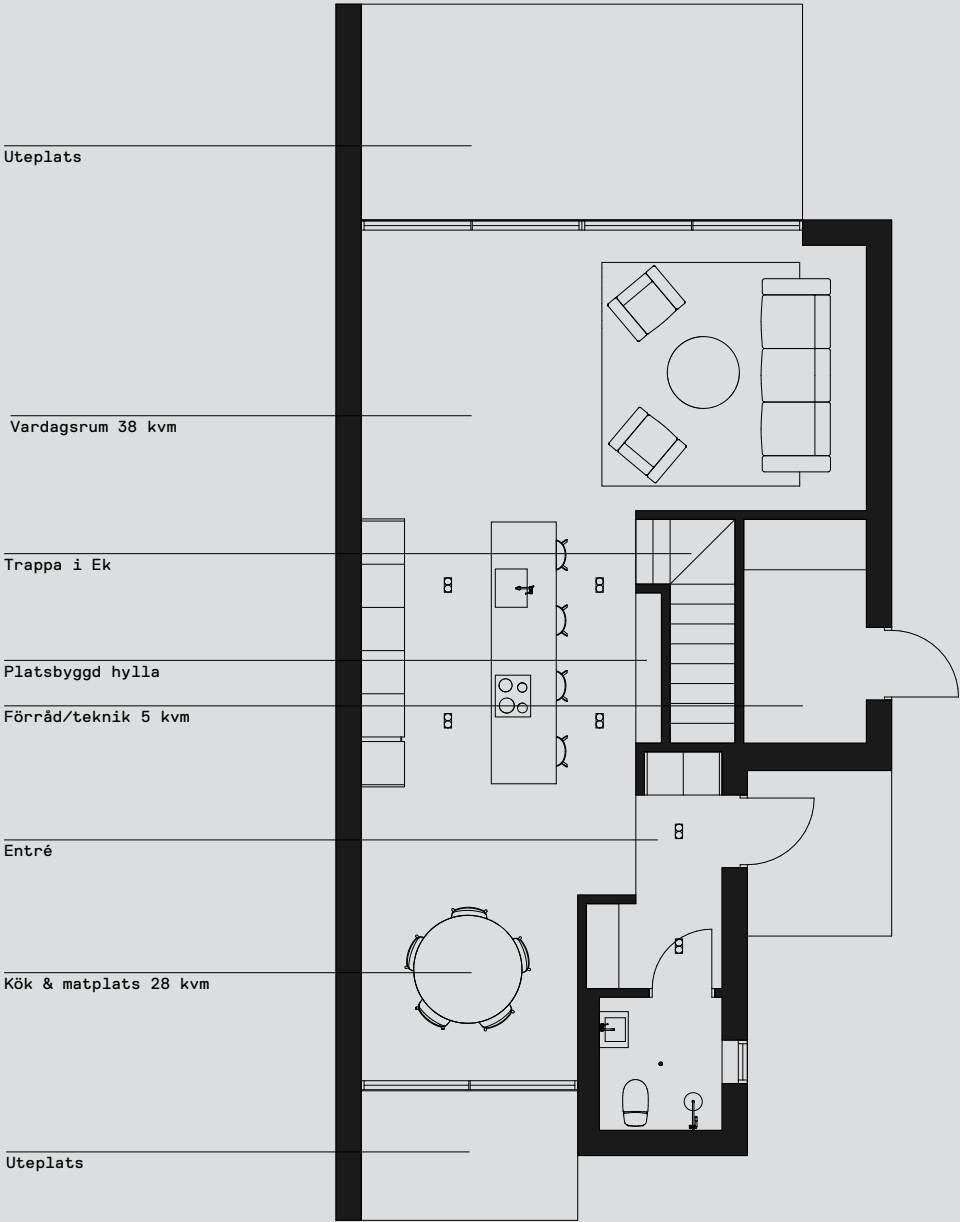 Uteplats
Vardagsrum 38 kvm
Trappa i Ek
Platsbyggd hylla
Förråd/teknik 5 kvm
Entré
Kök & matplats 28 kvm
Uteplats